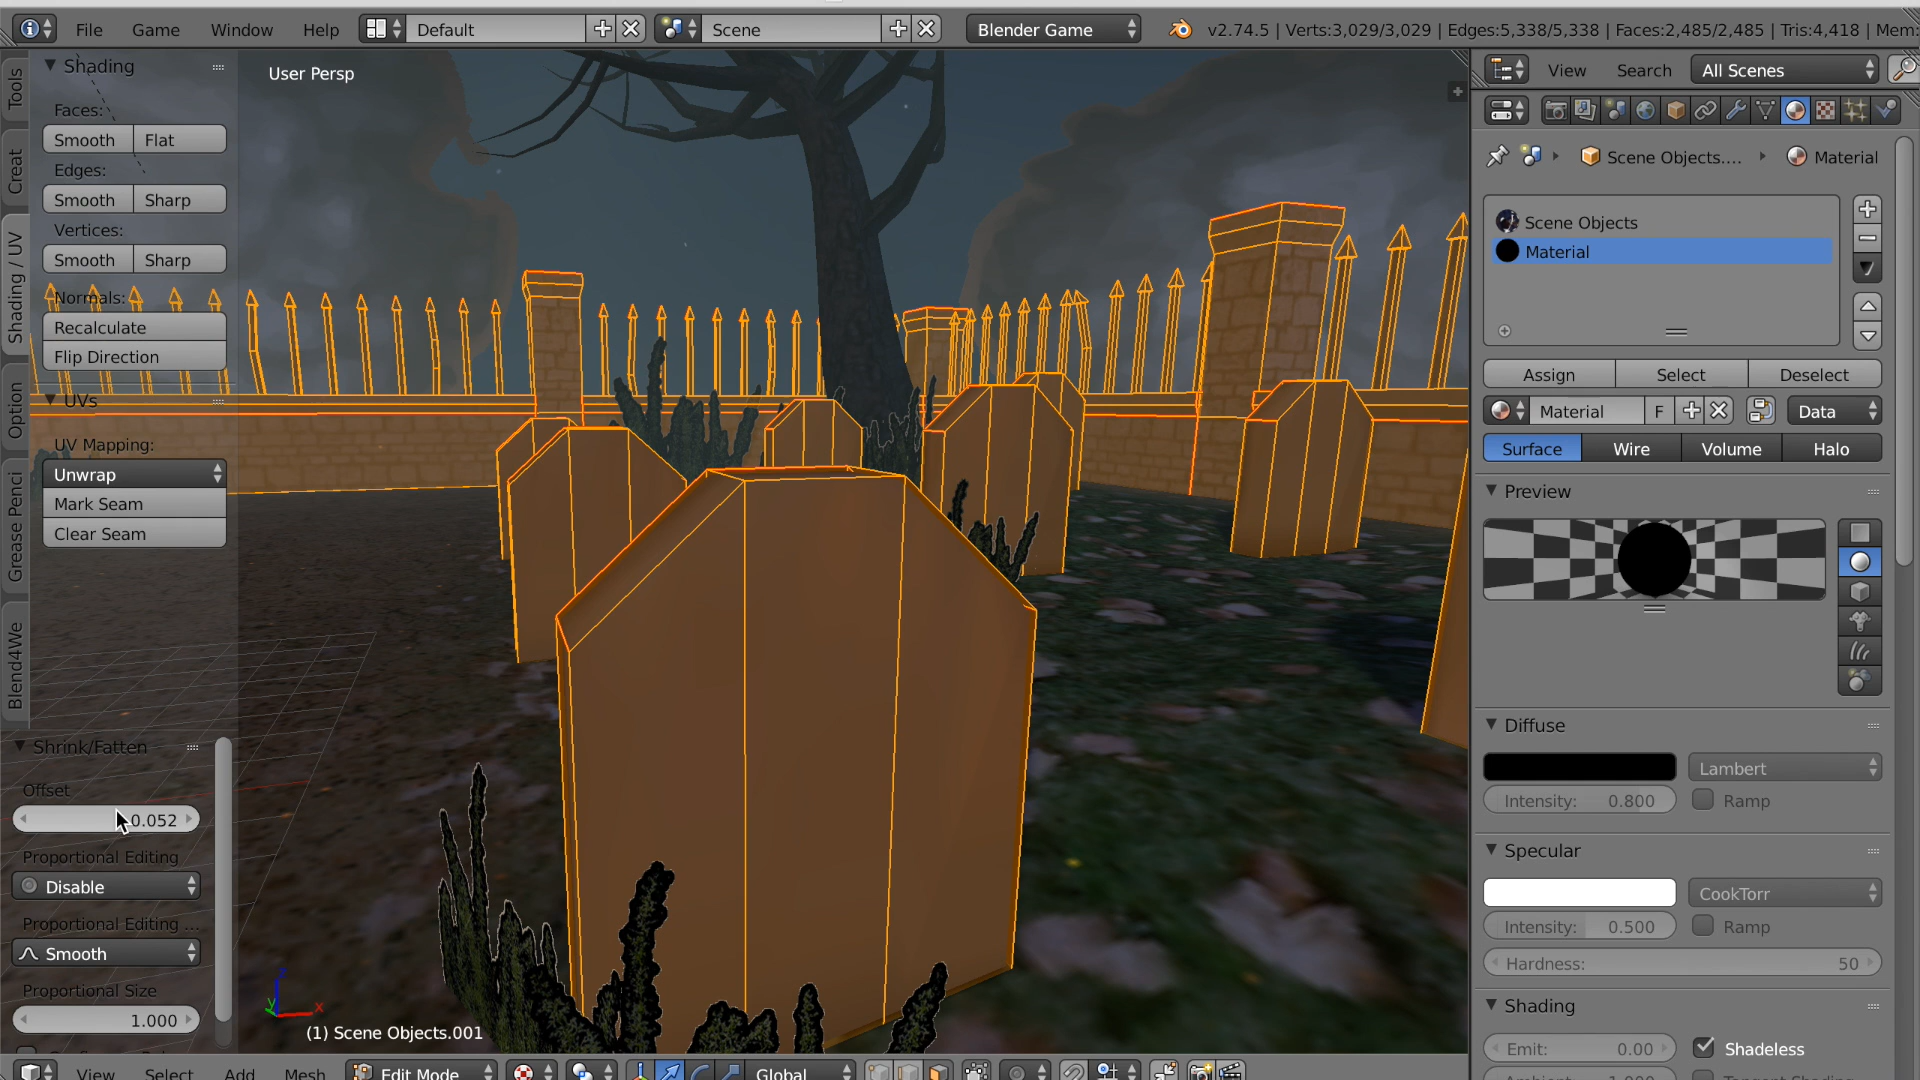 File Game Window Help Default Scene Blender Game v2.74.5 | Verts:3,029/3,029 | Edges:5,338/5,338 | Faces:2,485/2,485 | Tris:4,418 | Mem:
Tools
Creat
Shading / UV
Option
Grease Penci
Blend4We
Shading
Faces:
Smooth Flat
Edges:
Smooth Sharp
Vertices:
Smooth Sharp
Normals:
Recalculate
Flip Direction
UVs
UV Mapping:
Unwrap
Mark Seam
Clear Seam
Shrink/Fatten
Offset
0.052
Proportional Editing
Disable
Proportional Editing ...
Smooth
Proportional Size
1.000
User Persp
z
y
x
(1) Scene Objects.001
View Select Add Mesh Edit Mode Global
View Search All Scenes
Scene Objects.... Material
Scene Objects
Material
Assign Select Deselect
Material F Data
Surface Wire Volume Halo
Preview
Diffuse
Lambert
Intensity: 0.800 Ramp
Specular
CookTorr
Intensity: 0.500 Ramp
Hardness: 50
Shading
Emit: 0.00 Shadeless